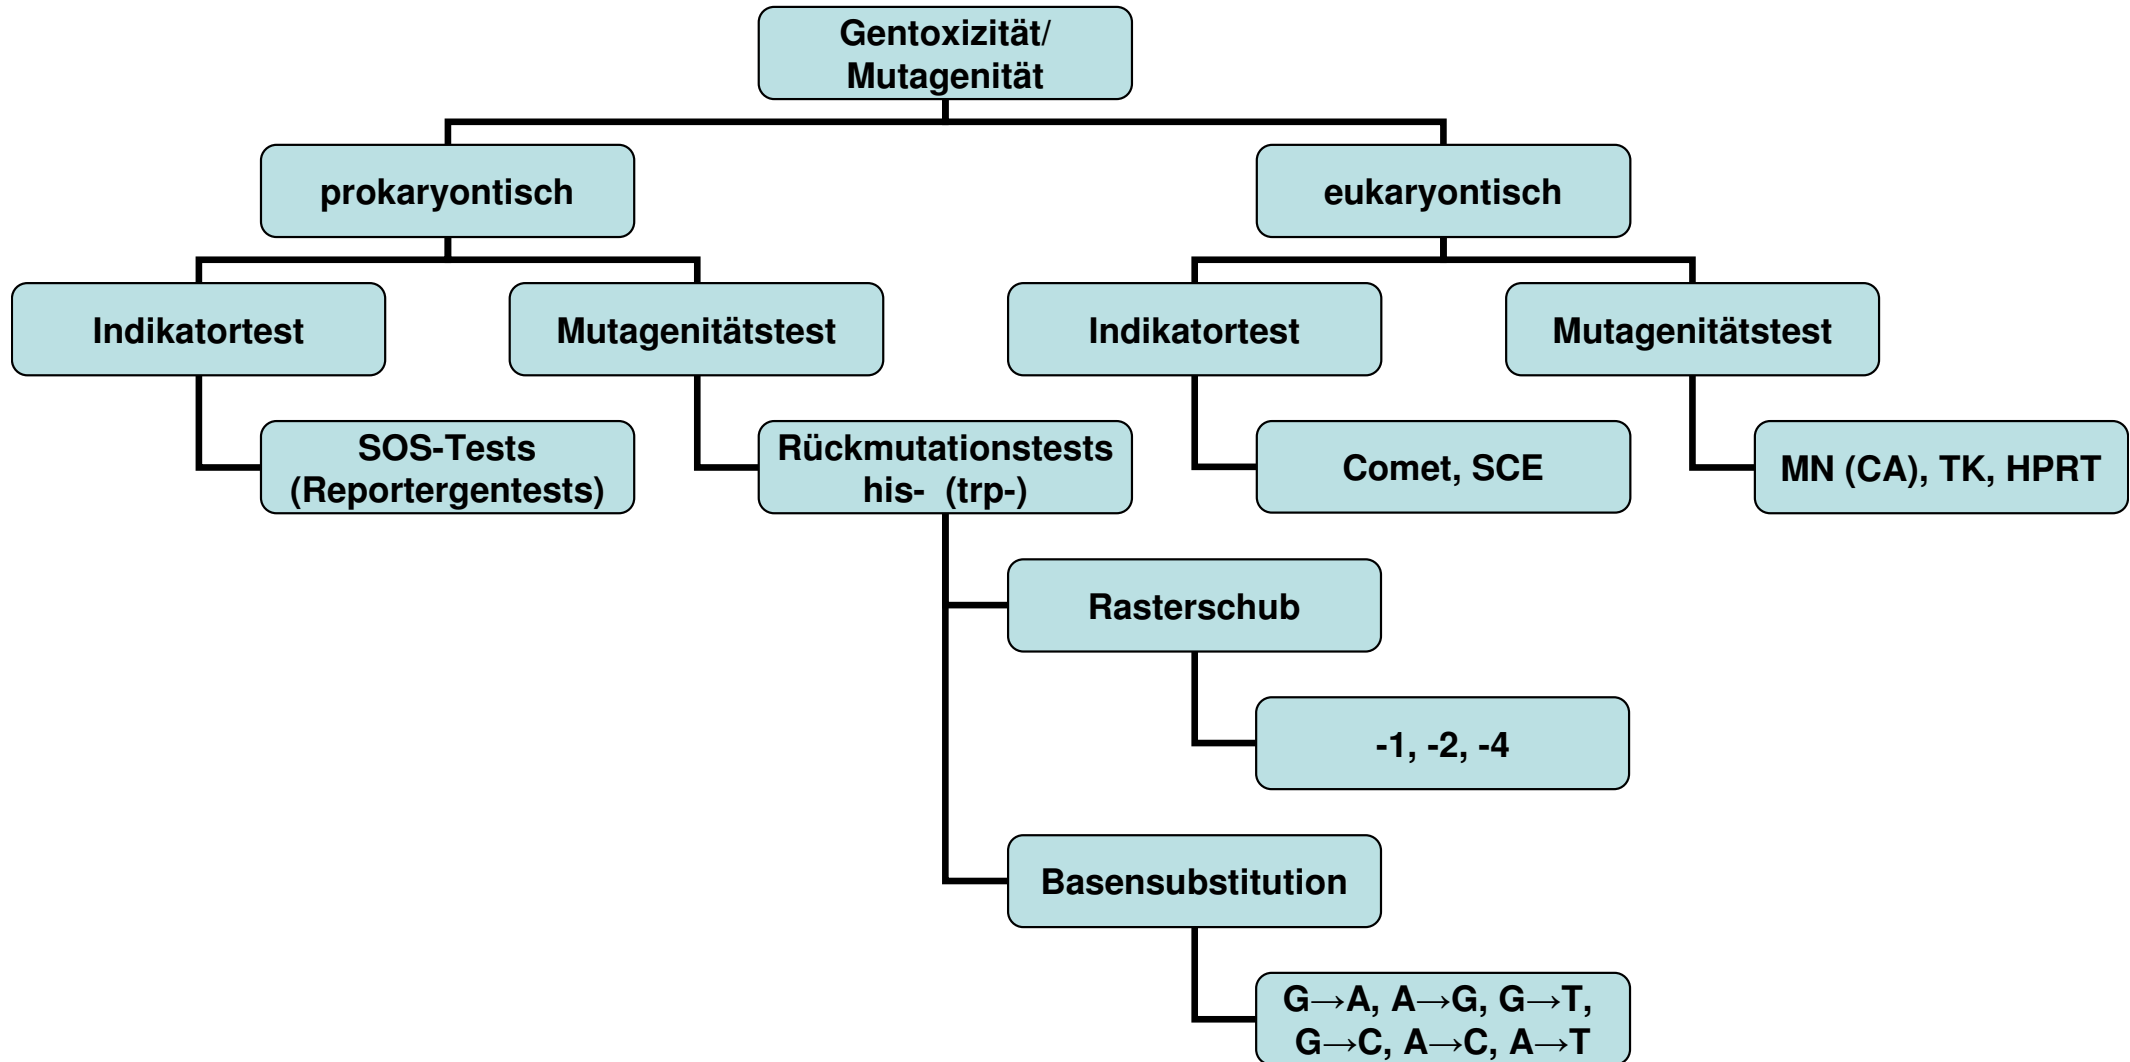 Gentoxizität/
Mutagenität
prokaryontisch
eukaryontisch
Indikatortest
Mutagenitätstest
Indikatortest
Mutagenitätstest
SOS-Tests
(Reportergentests)
Rückmutationstests
his-  (trp-)
Comet, SCE
MN (CA), TK, HPRT
Rasterschub
-1, -2, -4
Basensubstitution
G→A, A→G, G→T,
G→C, A→C, A→T